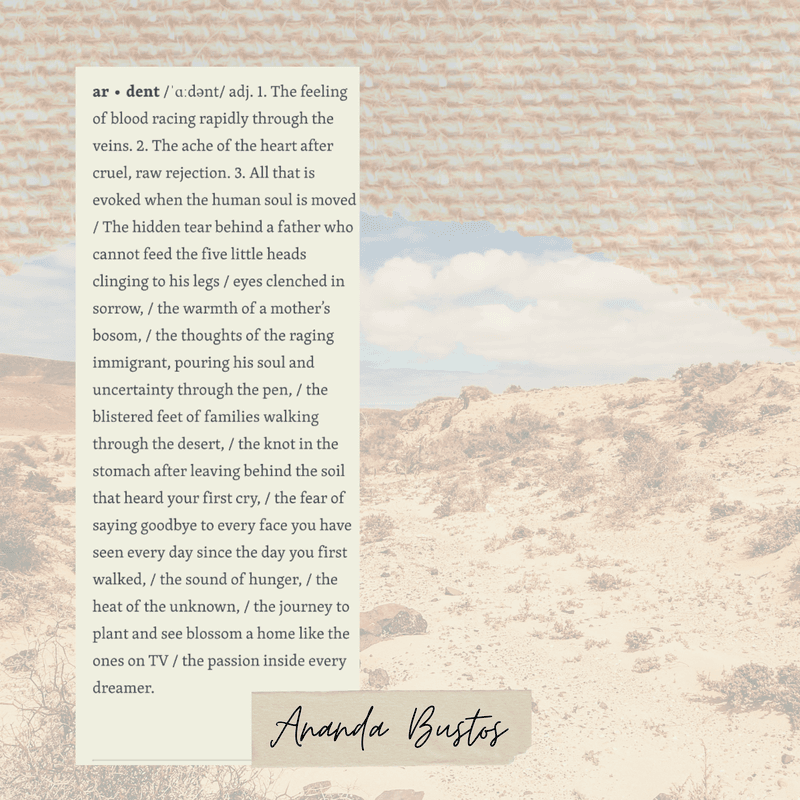 ar • dent /ˈɑːdənt/ adj. 1. The feeling
of blood racing rapidly through the
veins. 2. The ache of the heart after
cruel, raw rejection. 3. All that is
evoked when the human soul is moved
/ The hidden tear behind a father who
cannot feed the five little heads
clinging to his legs / eyes clenched in
sorrow, / the warmth of a mother’s
bosom, / the thoughts of the raging
immigrant, pouring his soul and
uncertainty through the pen, / the
blistered feet of families walking
through the desert, / the knot in the
stomach after leaving behind the soil
that heard your first cry, / the fear of
saying goodbye to every face you have
seen every day since the day you first
walked, / the sound of hunger, / the
heat of the unknown, / the journey to
plant and see blossom a home like the
ones on TV / the passion inside every
dreamer.
Ananda Bustos